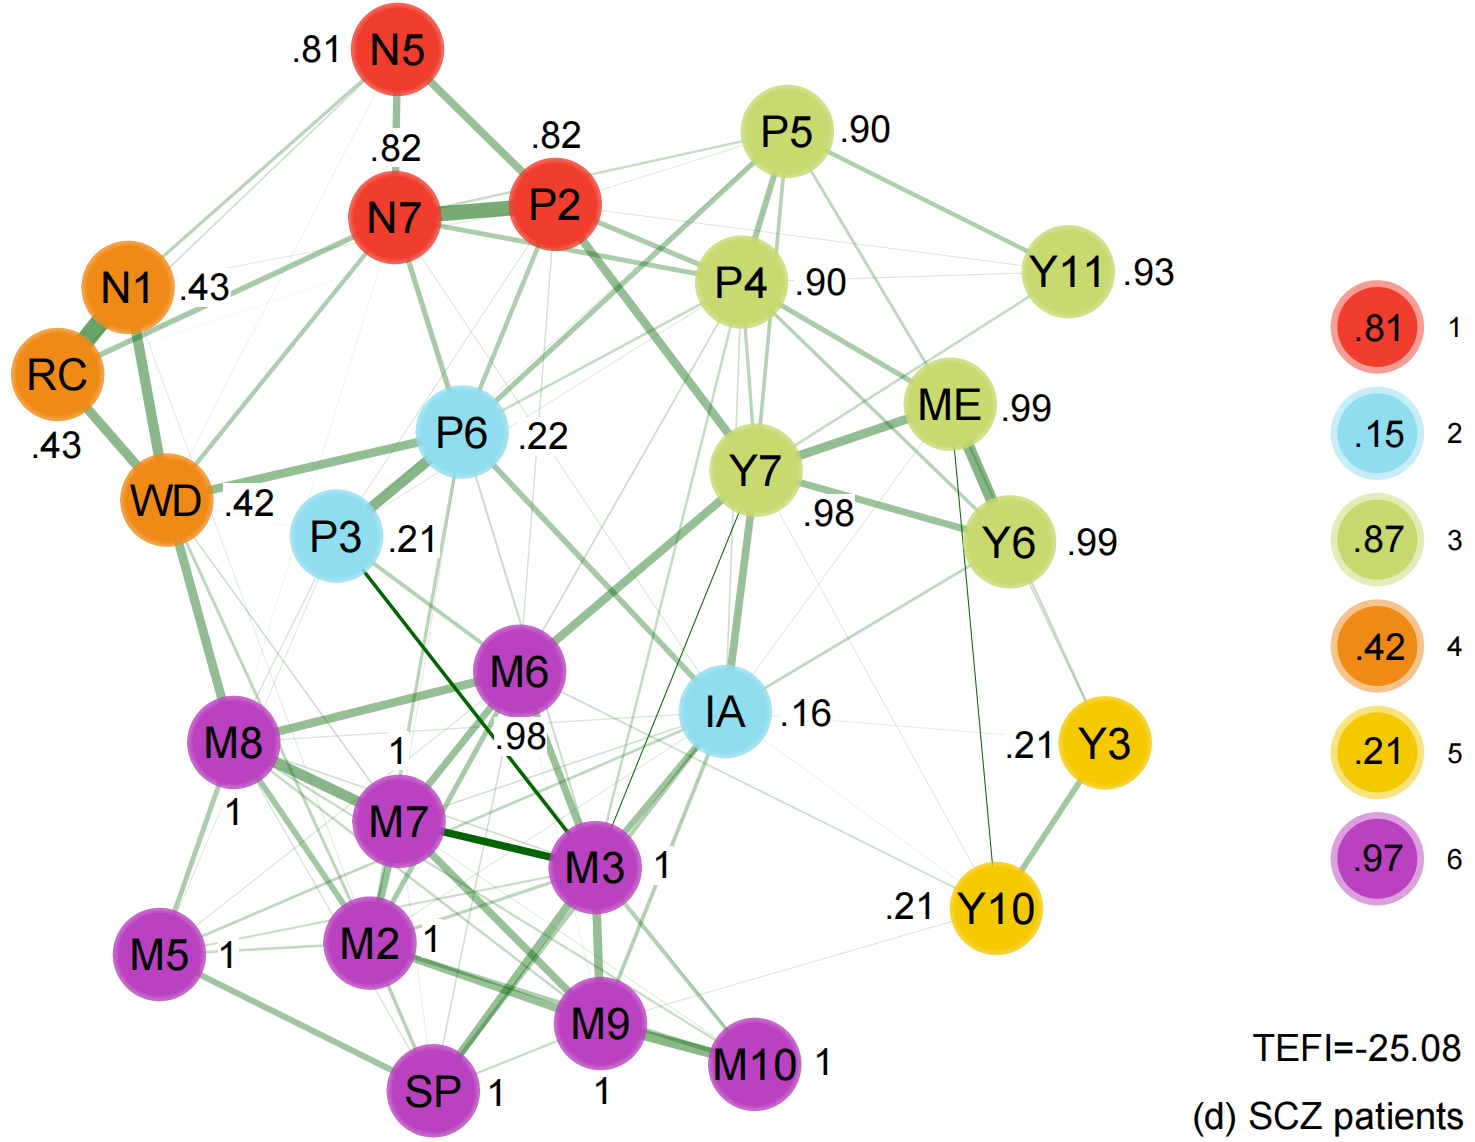 .81 N5
.82
.82
P5 .90
N7
P2
P4 .90
Y11 .93
N1 .43
RC
.43
P6 .22
ME .99
WD .42
P3 .21
Y7
.98
Y6 .99
M6
.98
IA .16
M8
1
1
M7
.21 Y3
M3 1
.21 Y10
M5 1
M2 1
M9
1
M10 1
SP 1
.81 1
.15 2
.87 3
.42 4
.21 5
.97 6
TEFI=-25.08
(d) SCZ patients